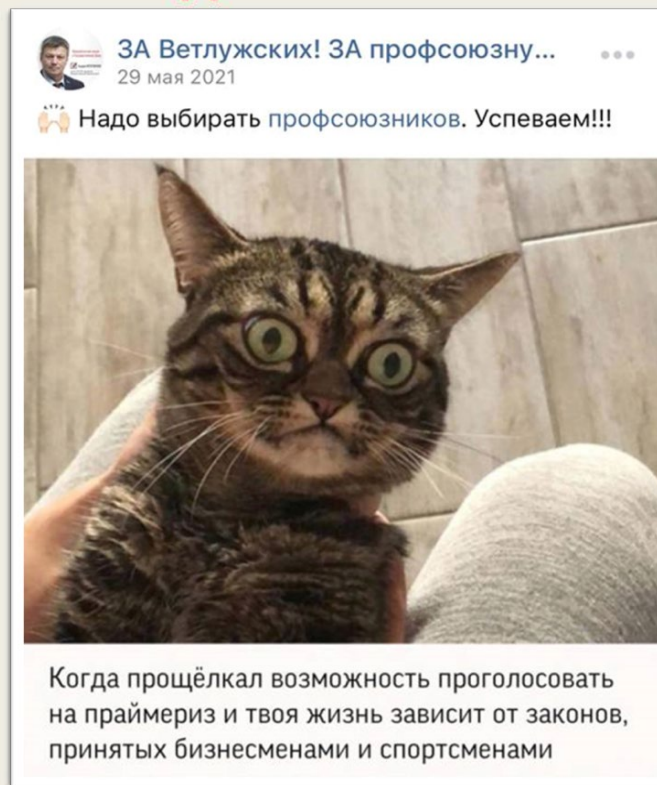 ЗА Ветлужских! ЗА профсоюзну...
29 мая 2021
🙌🏻 Надо выбирать профсоюзников. Успеваем!!!
Когда прощёлкал возможность проголосовать
на праймериз и твоя жизнь зависит от законов,
принятых бизнесменами и спортсменами